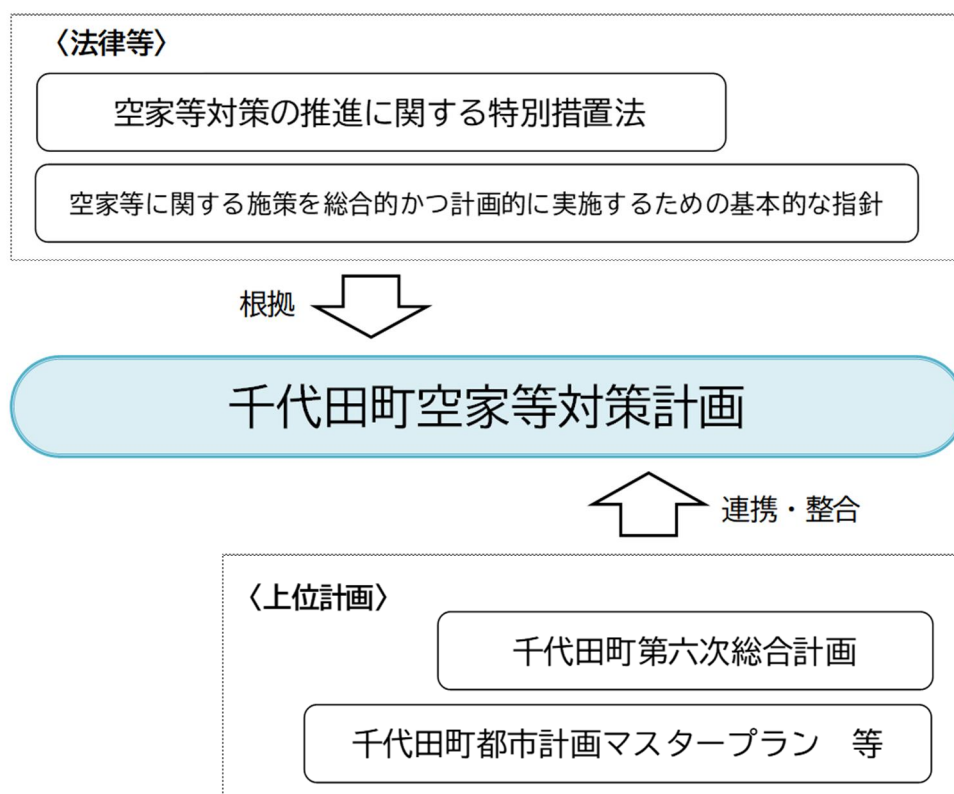 〈法律等〉
空家等対策の推進に関する特別措置法
空家等に関する施策を総合的かつ計画的に実施するための基本的な指針
根拠
千代田町空家等対策計画
連携・整合
〈上位計画〉
千代田町第六次総合計画
千代田町都市計画マスタープラン　等